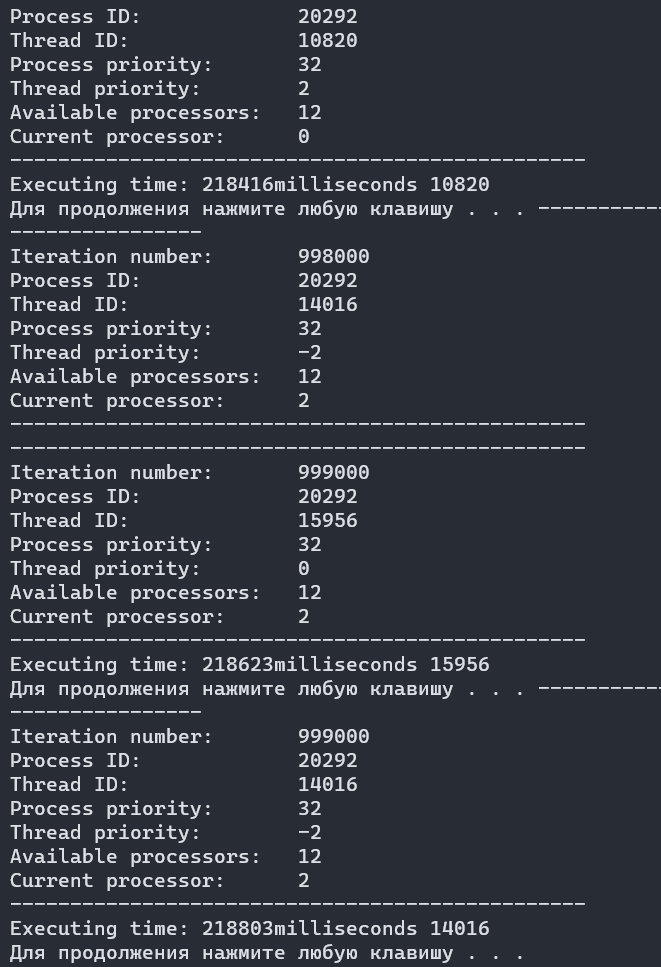 Process ID:             20292
Thread ID:              10820
Process priority:       32
Thread priority:        2
Available processors:   12
Current processor:      0
------------------------------------------------
Executing time: 218416milliseconds 10820
Для продолжения нажмите любую клавишу . . . -----------
----------------
Iteration number:       998000
Process ID:             20292
Thread ID:              14016
Process priority:       32
Thread priority:        -2
Available processors:   12
Current processor:      2
------------------------------------------------
------------------------------------------------
Iteration number:       999000
Process ID:             20292
Thread ID:              15956
Process priority:       32
Thread priority:        0
Available processors:   12
Current processor:      2
------------------------------------------------
Executing time: 218623milliseconds 15956
Для продолжения нажмите любую клавишу . . . -----------
----------------
Iteration number:       999000
Process ID:             20292
Thread ID:              14016
Process priority:       32
Thread priority:        -2
Available processors:   12
Current processor:      2
------------------------------------------------
Executing time: 218803milliseconds 14016
Для продолжения нажмите любую клавишу . . .